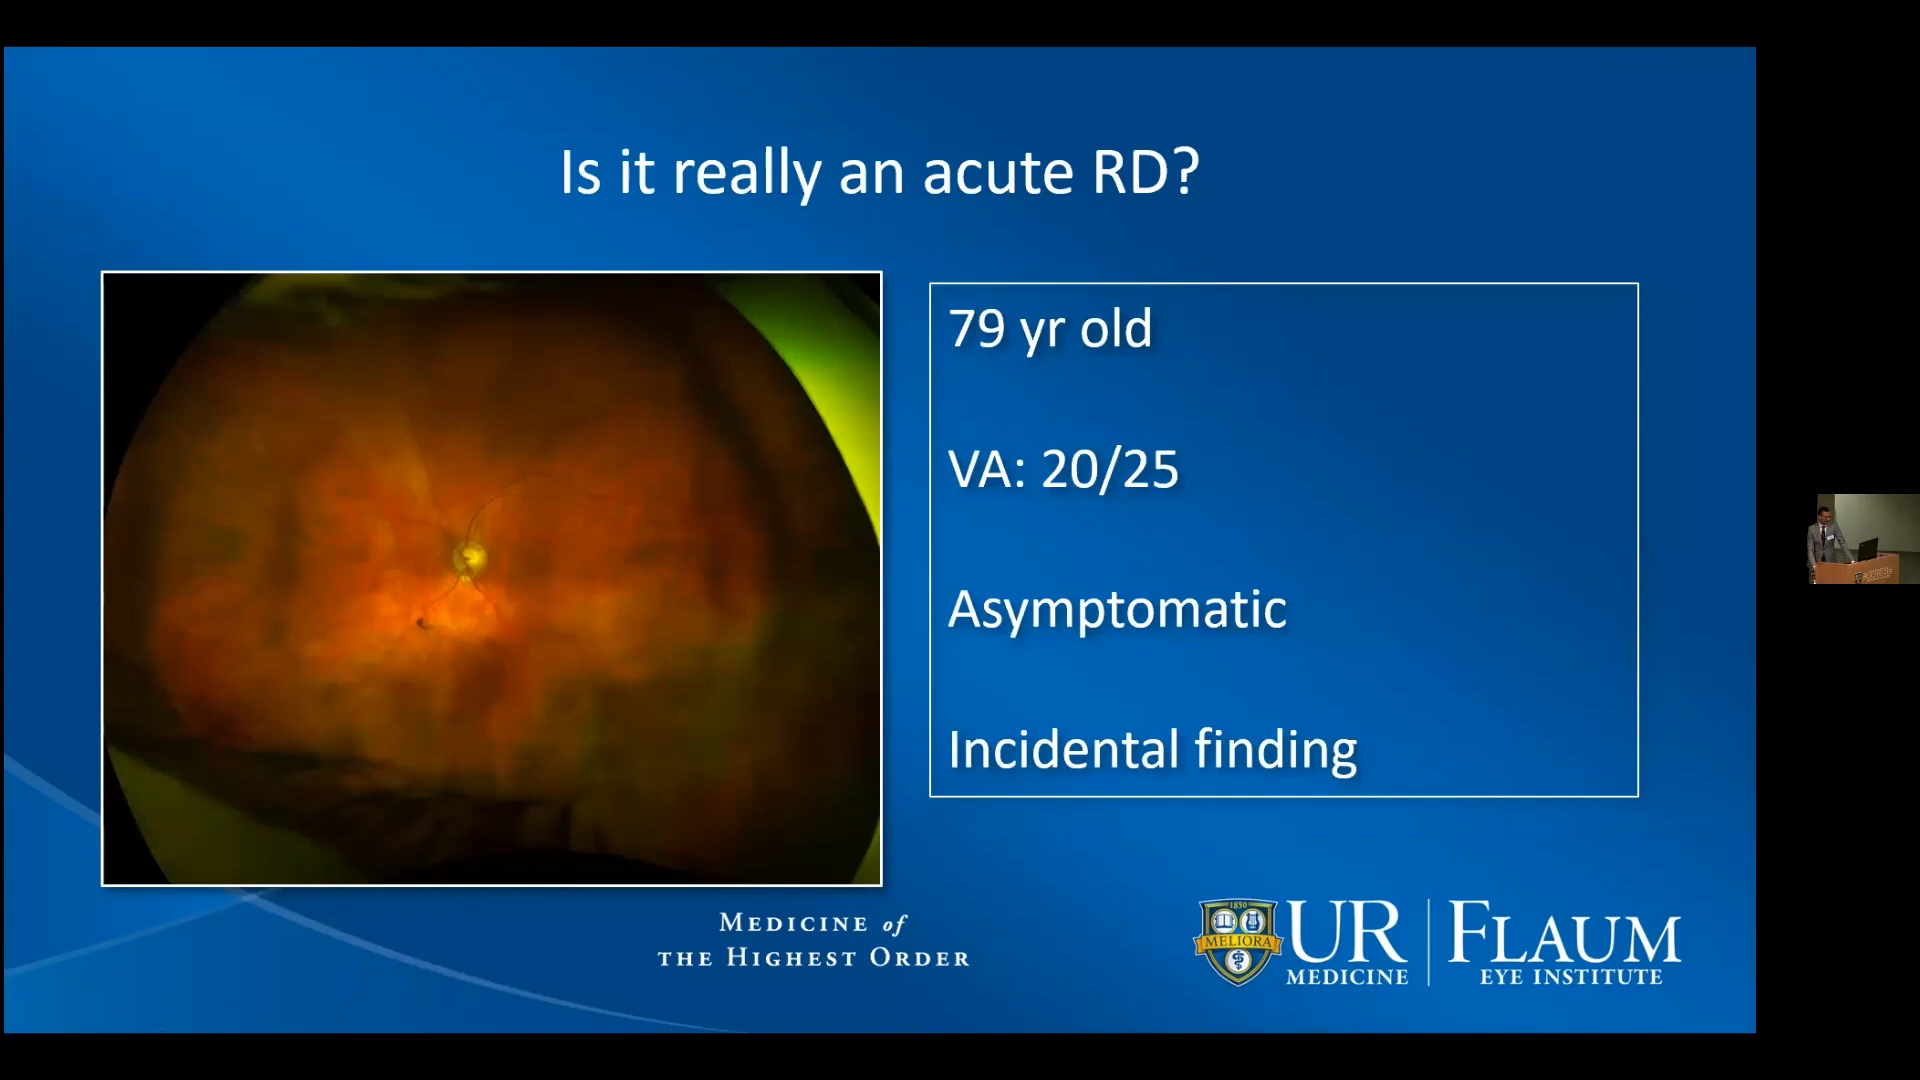 Is it really an acute RD?
79 yr old
VA: 20/25
Asymptomatic
Incidental finding
MEDICINE of
THE HIGHEST ORDER
1850
MELIORA
UR
MEDICINE
FLAUM
EYE INSTITUTE